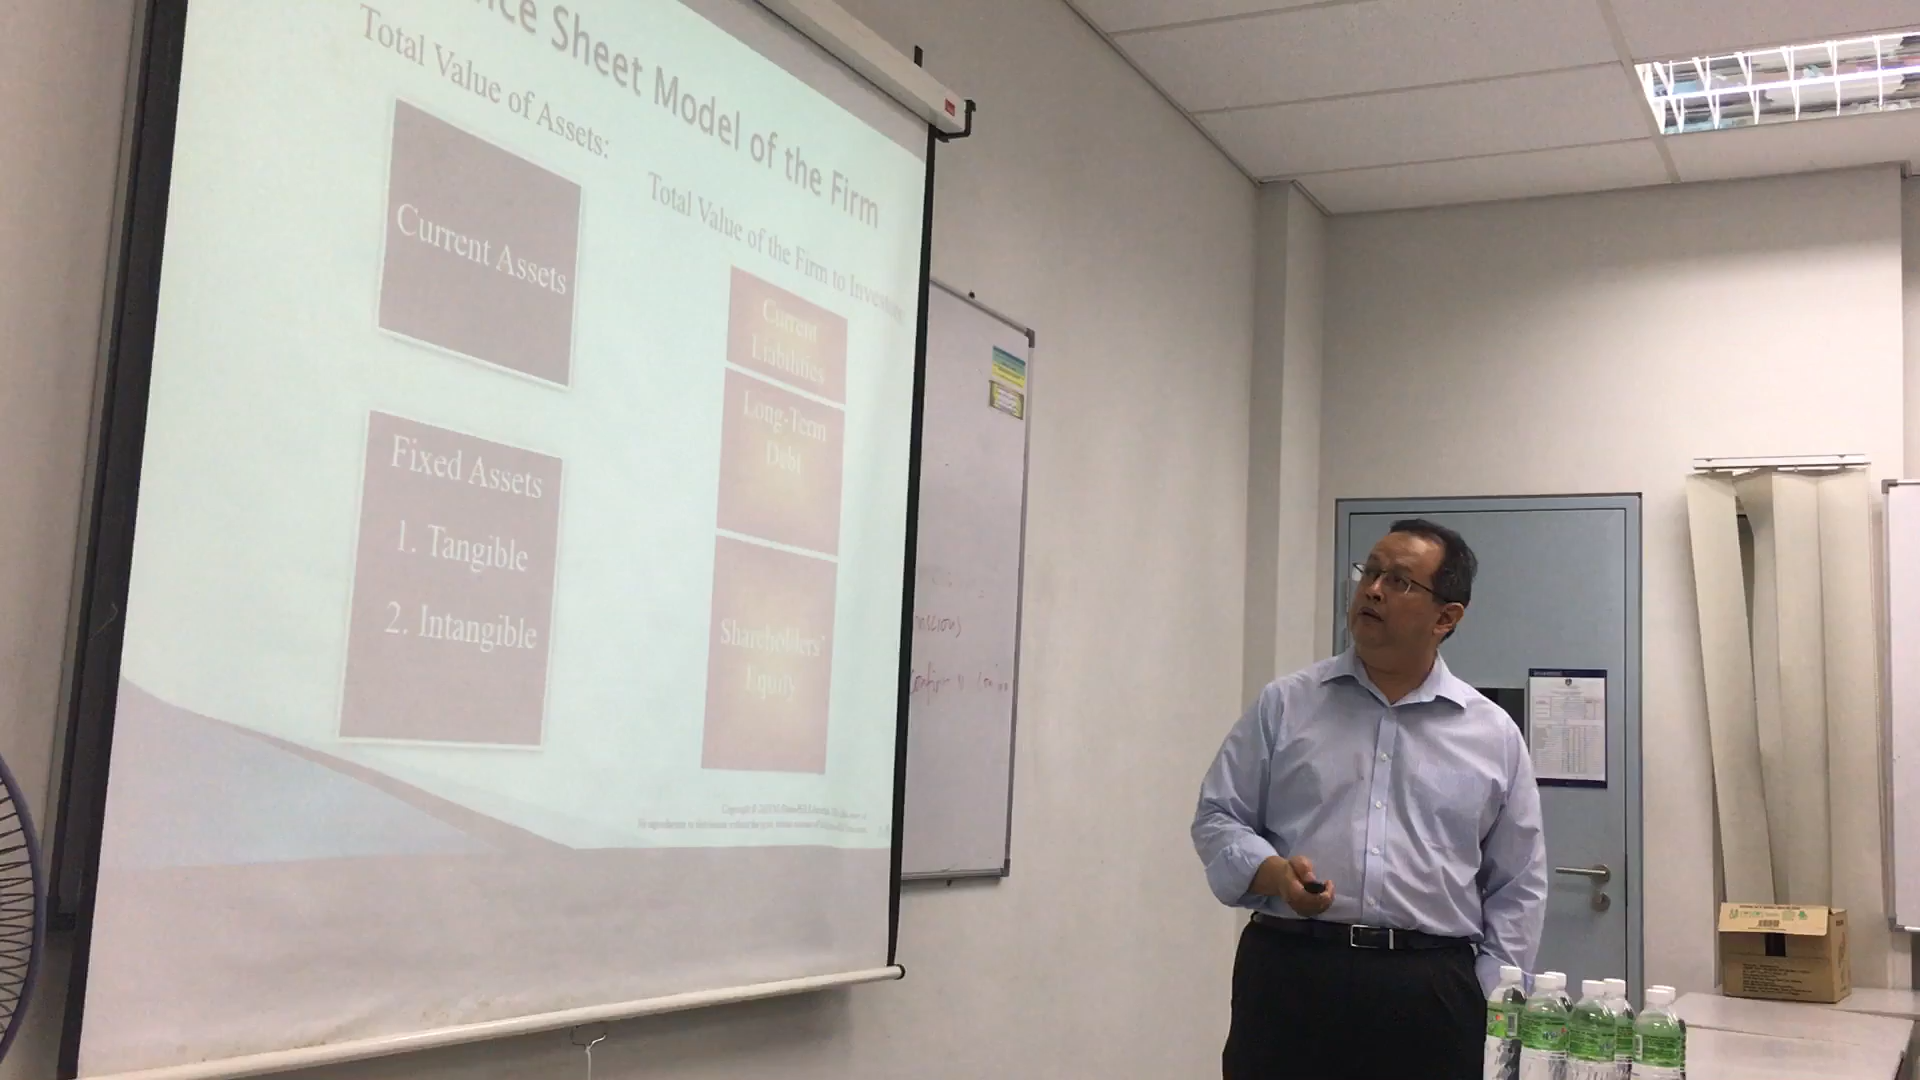 Sheet Model of the Firm
Total Value of Assets:
Current Assets
Fixed Assets
1. Tangible
2. Intangible
Total Value of the Firm to Investors
Current
Liabilities
Long-Term
Debt
Shareholders'
Equity